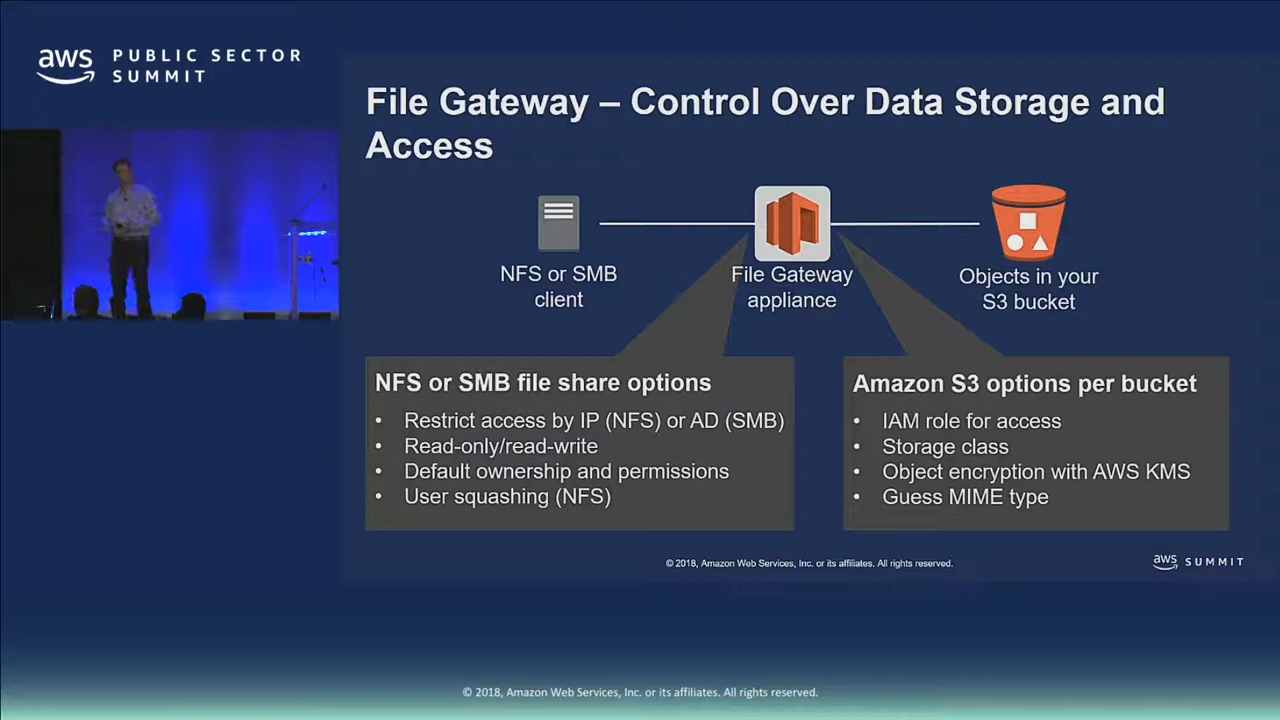 aws PUBLIC SECTOR
SUMMIT
File Gateway – Control Over Data Storage and
Access
NFS or SMB
client
File Gateway
appliance
Objects in your
S3 bucket
NFS or SMB file share options
• Restrict access by IP (NFS) or AD (SMB)
• Read-only/read-write
• Default ownership and permissions
• User squashing (NFS)
Amazon S3 options per bucket
• IAM role for access
• Storage class
• Object encryption with AWS KMS
• Guess MIME type
© 2018, Amazon Web Services, Inc. or its affiliates. All rights reserved.
aws SUMMIT
© 2018, Amazon Web Services, Inc. or its affiliates. All rights reserved.